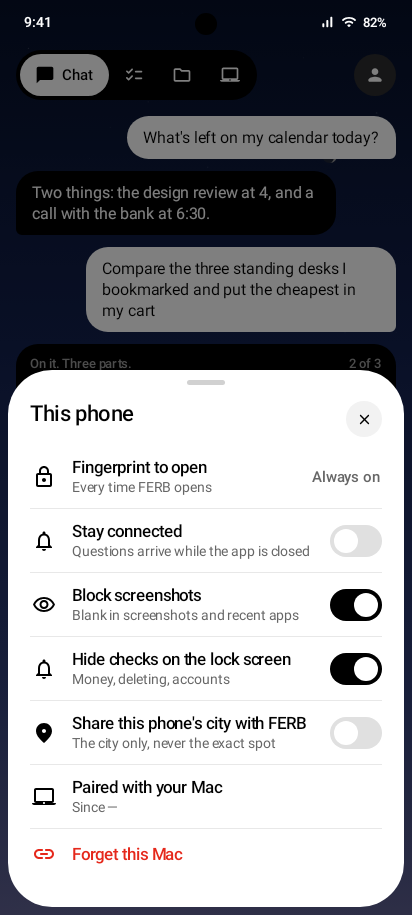 9:41
82%
Chat
What's left on my calendar today?
Two things: the design review at 4, and a
call with the bank at 6:30.
Compare the three standing desks I
bookmarked and put the cheapest in
my cart
On it. Three parts.
2 of 3
This phone
Fingerprint to open
Every time FERB opens
Always on
Stay connected
Questions arrive while the app is closed
Block screenshots
Blank in screenshots and recent apps
Hide checks on the lock screen
Money, deleting, accounts
Share this phone's city with FERB
The city only, never the exact spot
Paired with your Mac
Since —
Forget this Mac